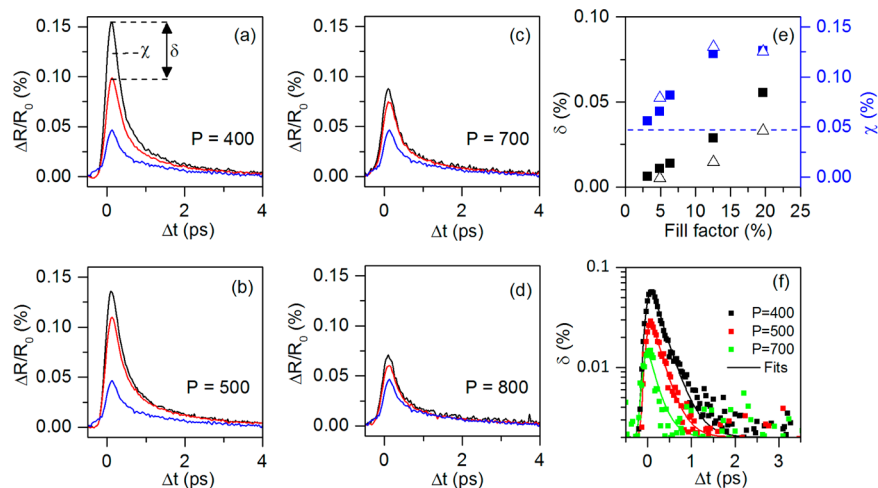 (a)
ΔR/R₀ (%)
0.15
0.10
0.05
0.00
χ
δ
P = 400
0 2 4
Δt (ps)
(c)
ΔR/R₀ (%)
0.15
0.10
0.05
0.00
P = 700
0 2 4
Δt (ps)
(e)
δ (%)
0.10
0.05
0.00
χ (%)
0.15
0.10
0.05
0.00
0 5 10 15 20 25
Fill factor (%)
(b)
ΔR/R₀ (%)
0.15
0.10
0.05
0.00
P = 500
0 2 4
Δt (ps)
(d)
ΔR/R₀ (%)
0.15
0.10
0.05
0.00
P = 800
0 2 4
Δt (ps)
(f)
δ (%)
0.1
0.01
P=400
P=500
P=700
Fits
0 1 2 3
Δt (ps)